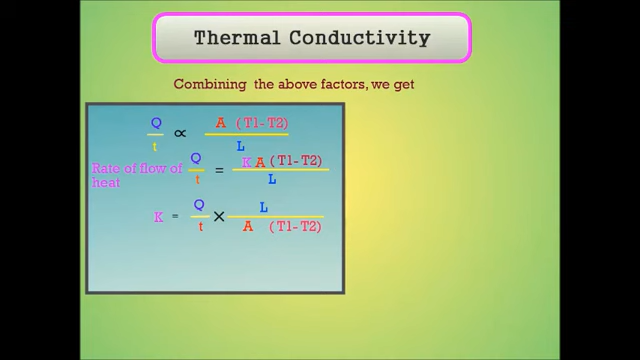 Thermal Conductivity
Combining the above factors, we get
Q/t ∝ A (T1-T2)/L
Rate of flow of heat Q/t = K A (T1-T2)/L
K = Q/t × L/A (T1-T2)